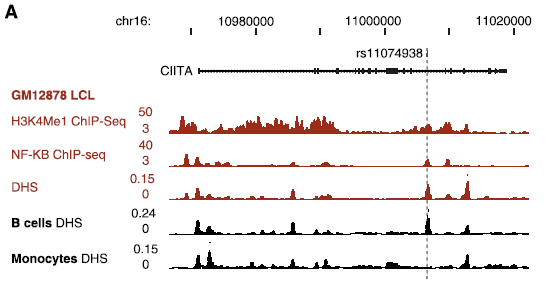 A
chr16: 10980000 11000000 11020000
rs11074938
CIITA
GM12878 LCL
H3K4Me1 ChIP-Seq 50 3
NF-KB ChIP-seq 40 3
DHS 0.15 0
B cells DHS 0.24 0
Monocytes DHS 0.15 0